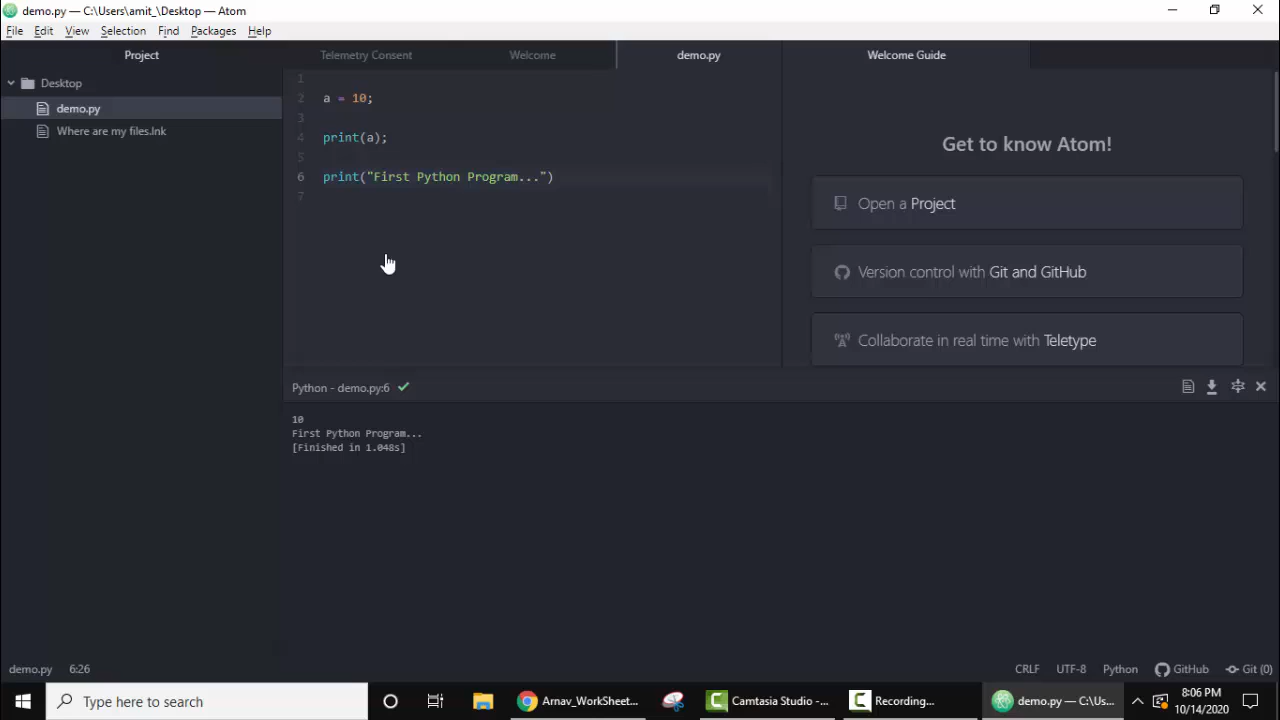 demo.py — C:\Users\amit_\Desktop — Atom
File Edit View Selection Find Packages Help
Project
Telemetry Consent
Welcome
demo.py
Welcome Guide
Desktop
demo.py
Where are my files.lnk
1
2 a = 10;
3
4 print(a);
5
6 print("First Python Program...")
7
Get to know Atom!
Open a Project
Version control with Git and GitHub
Collaborate in real time with Teletype
Python - demo.py:6
10
First Python Program...
[Finished in 1.048s]
demo.py 6:26
CRLF UTF-8 Python GitHub Git (0)
Type here to search
Arnav_WorkSheet...
Camtasia Studio -...
Recording...
demo.py — C:\Us...
8:06 PM
10/14/2020